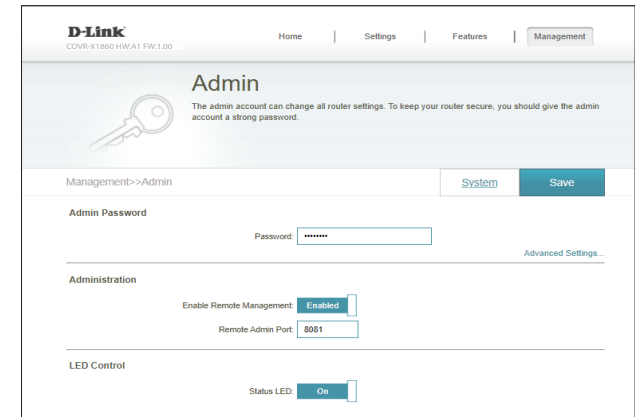 D-Link
COVR-X1860 HW:A1 FW:1.00
Home | Settings | Features | Management
Admin
The admin account can change all router settings. To keep your router secure, you should give the admin
account a strong password.
Management>>Admin
System
Save
Admin Password
Password: ••••••••
Advanced Settings...
Administration
Enable Remote Management: Enabled
Remote Admin Port: 8081
LED Control
Status LED: On